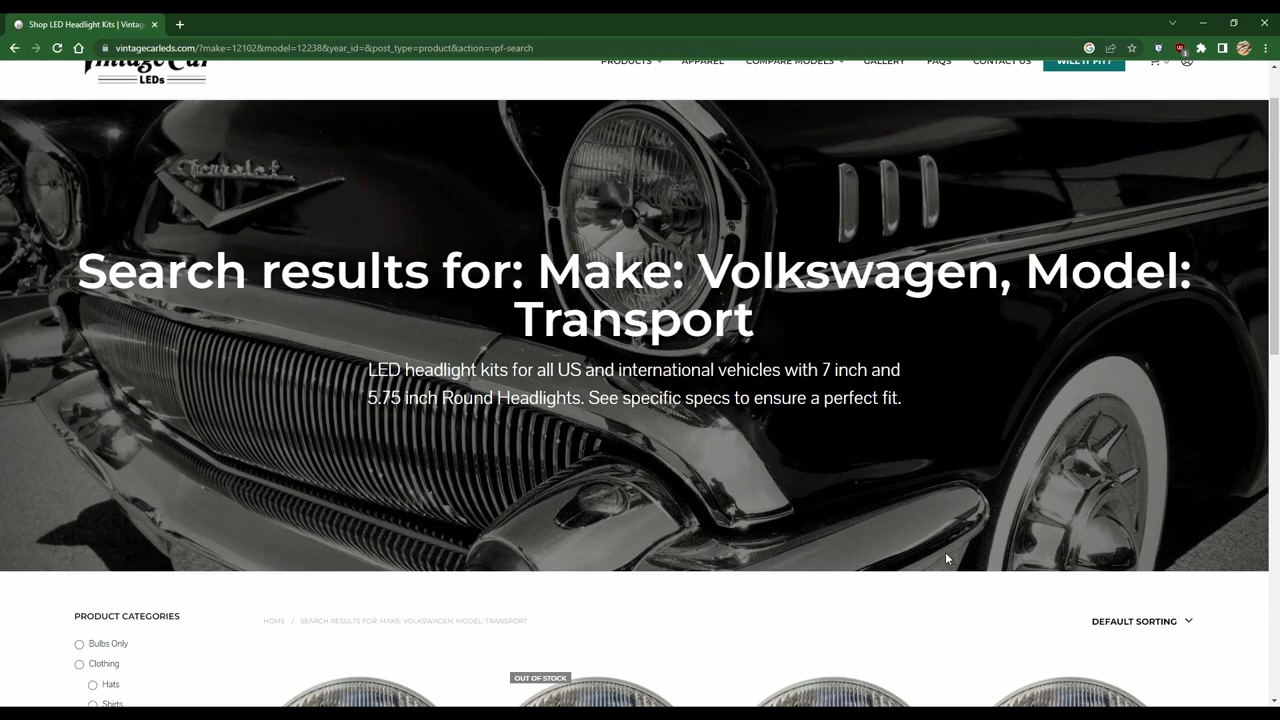 Shop LED Headlight Kits | Vintag
vintagecarleds.com/?make=12102&model=12238&year_id=&post_type=product&action=vpf-search
Vintage Car
LEDs
PRODUCTS
APPAREL
COMPARE MODELS
GALLERY
FAQS
CONTACT US
WILL IT FIT?
Chevrolet
Search results for: Make: Volkswagen, Model:
Transport
LED headlight kits for all US and international vehicles with 7 inch and
5.75 inch Round Headlights. See specific specs to ensure a perfect fit.
PRODUCT CATEGORIES
HOME / SEARCH RESULTS FOR: MAKE: VOLKSWAGEN, MODEL: TRANSPORT
DEFAULT SORTING
Bulbs Only
Clothing
Hats
Shirts
OUT OF STOCK